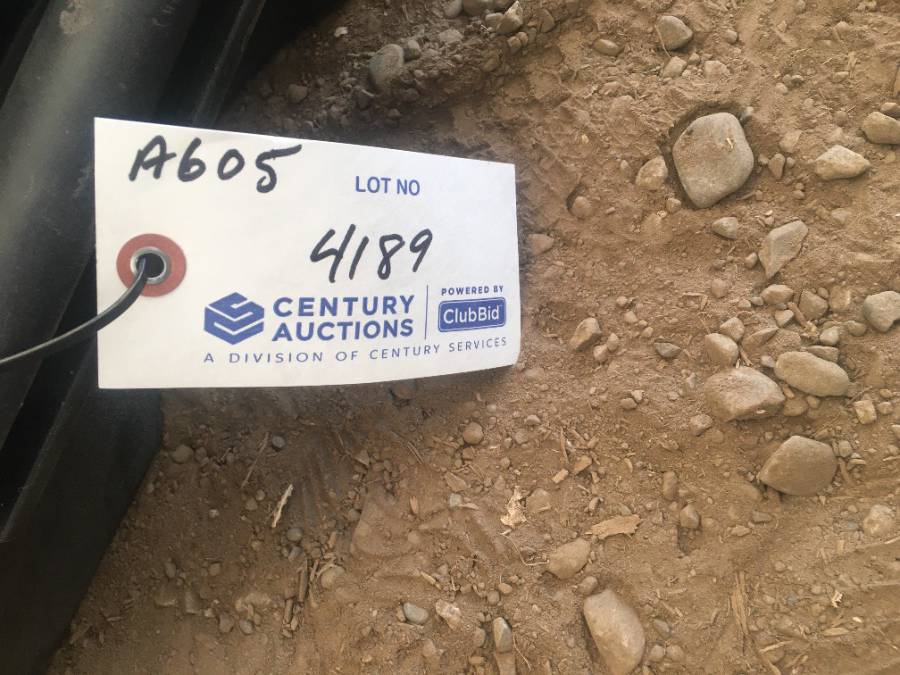 A605
LOT NO
4189
CENTURY AUCTIONS
POWERED BY
ClubBid
A DIVISION OF CENTURY SERVICES